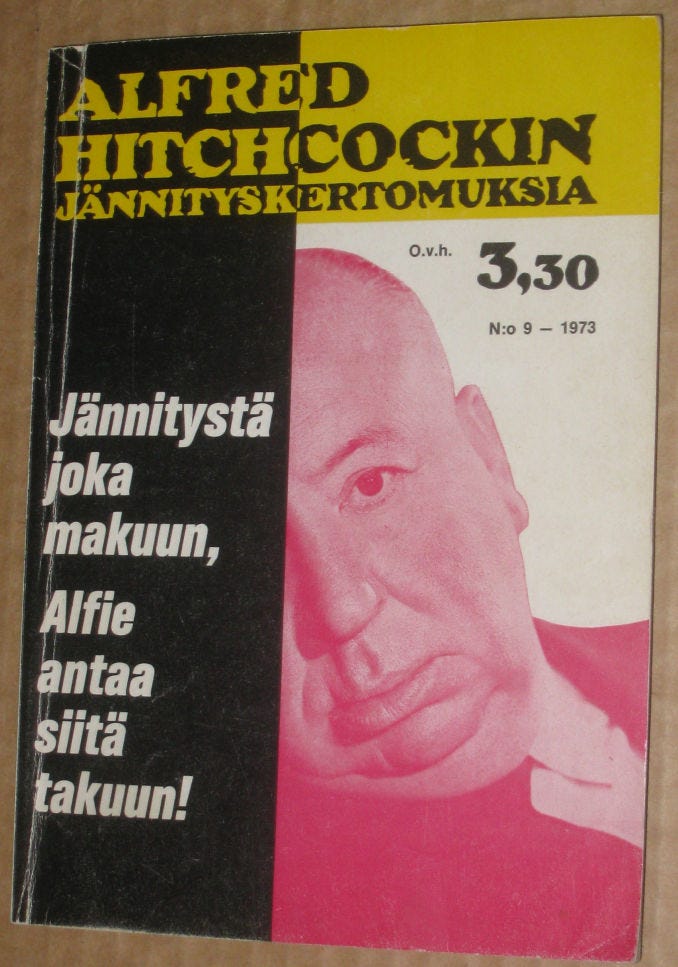 ALFRED
HITCHCOCKIN
JÄNNITYSKERTOMUKSIA
O.v.h. 3,30
N:o 9 – 1973
Jännitystä
joka
makuun,
Alfie
antaa
siitä
takuun!